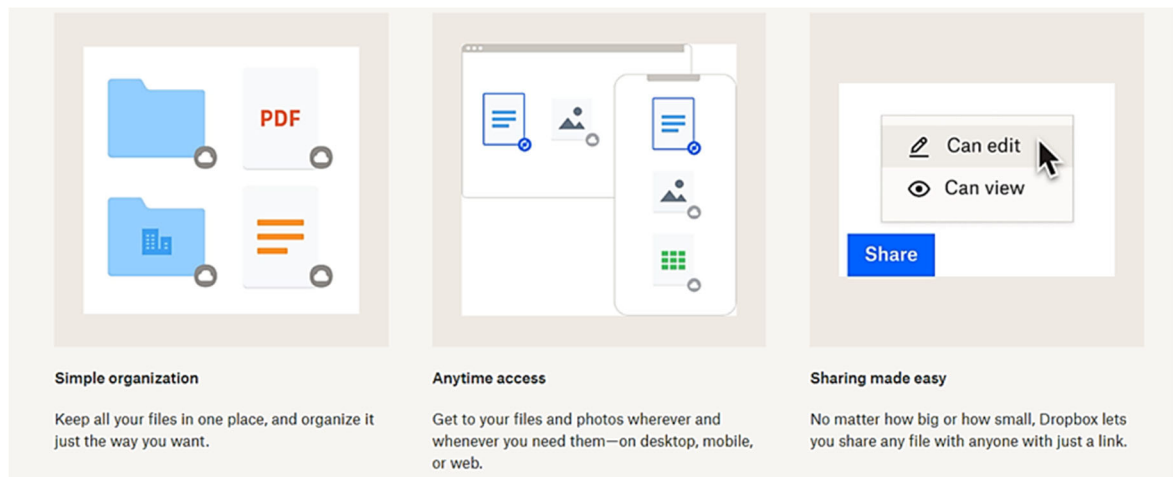 PDF
Can edit
Can view
Share
Simple organization
Keep all your files in one place, and organize it
just the way you want.
Anytime access
Get to your files and photos wherever and
whenever you need them—on desktop, mobile,
or web.
Sharing made easy
No matter how big or how small, Dropbox lets
you share any file with anyone with just a link.